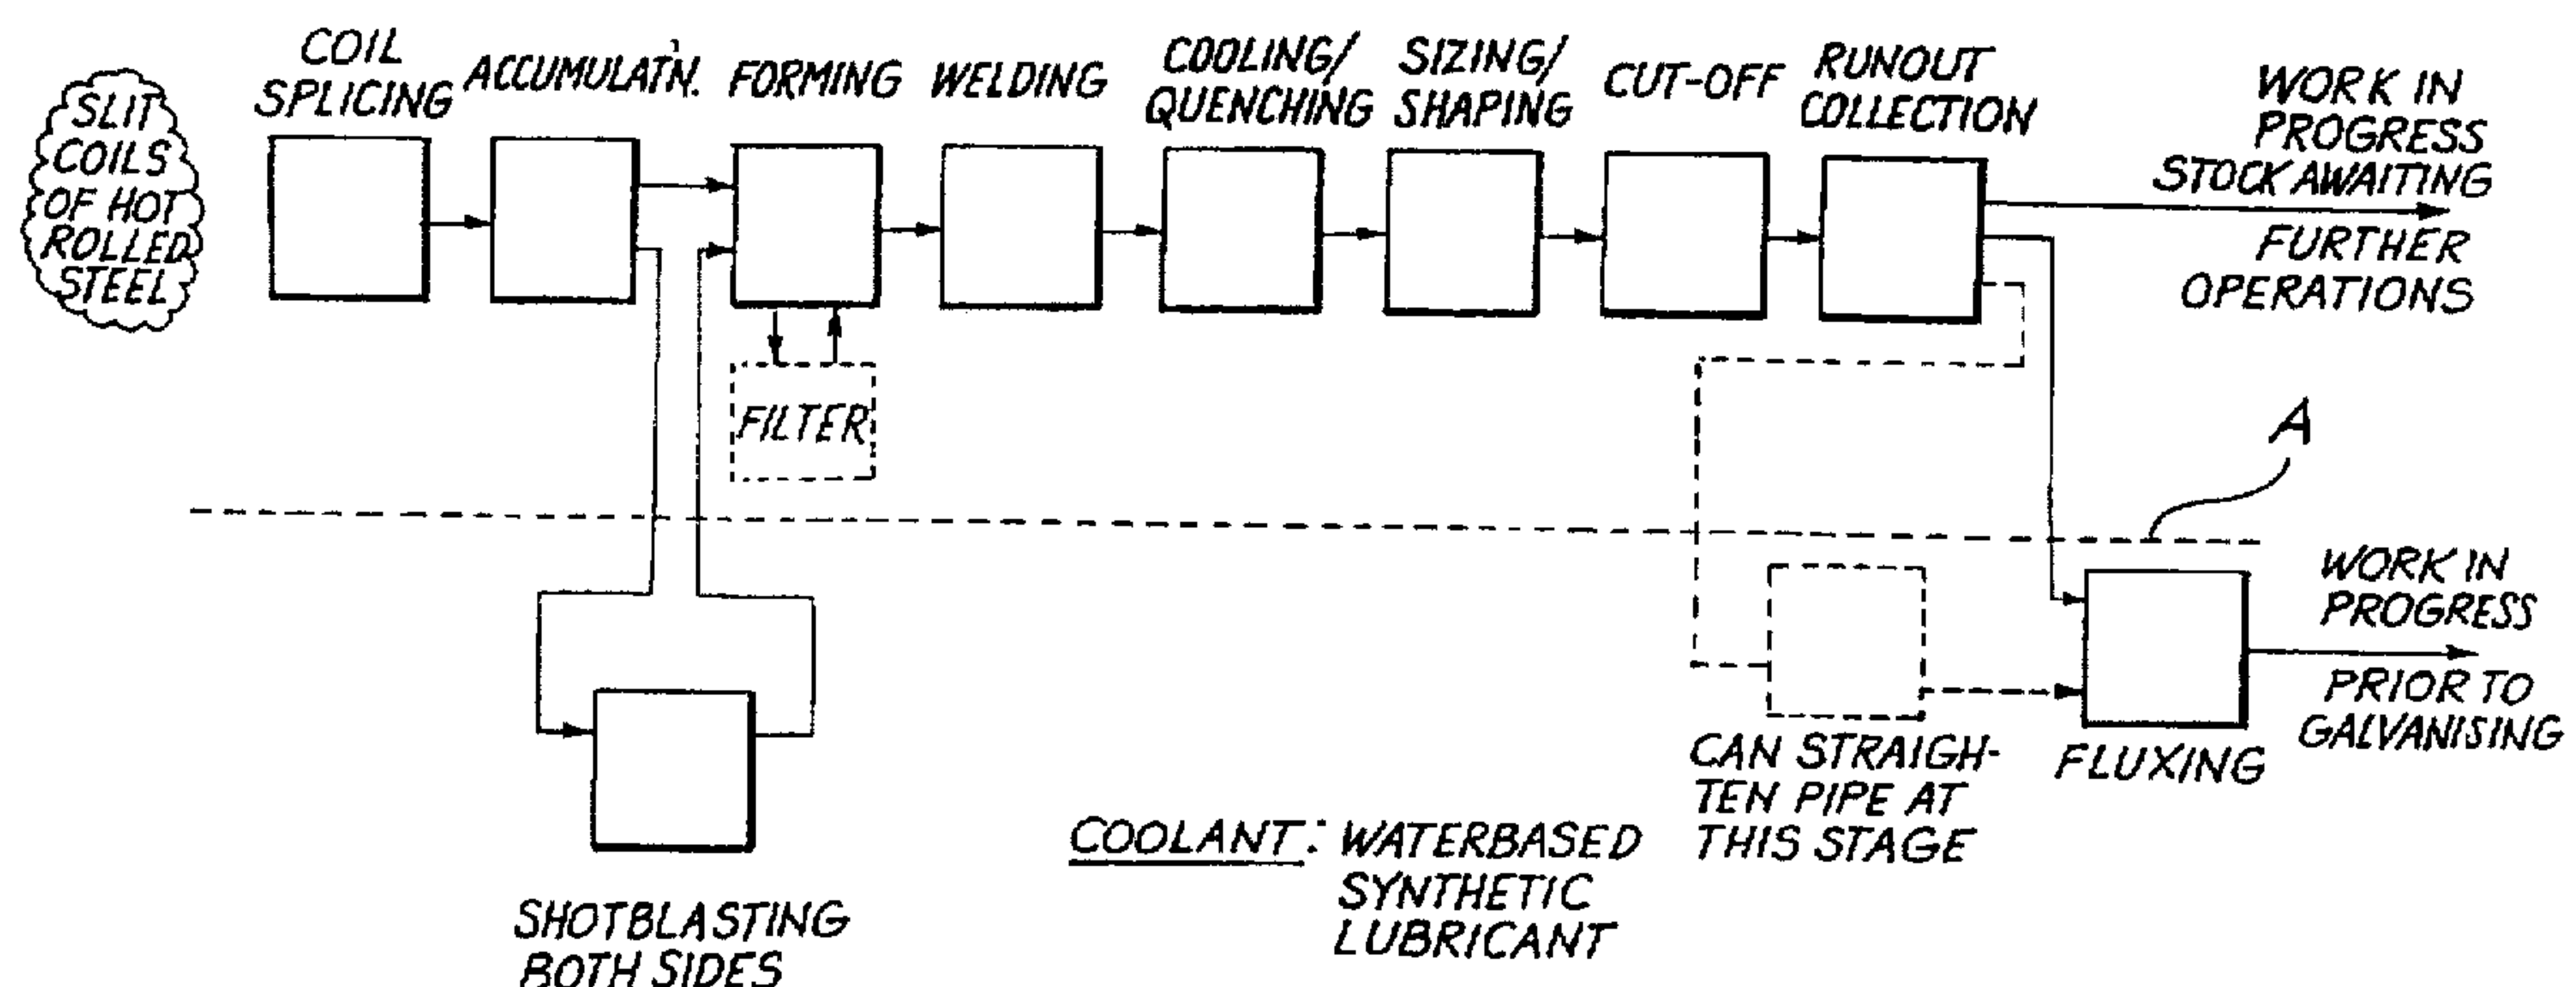 SLIT
COILS
OF HOT
ROLLED
STEEL
COIL
SPLICING
ACCUMULAT'N.
FORMING
WELDING
COOLING/
QUENCHING
SIZING/
SHAPING
CUT-OFF
RUNOUT
COLLECTION
WORK IN
PROGRESS
STOCK AWAITING
FURTHER
OPERATIONS
FILTER
A
WORK IN
PROGRESS
PRIOR TO
GALVANISING
FLUXING
CAN STRAIGH-
TEN PIPE AT
THIS STAGE
COOLANT: WATERBASED
SYNTHETIC
LUBRICANT
SHOTBLASTING
BOTH SIDES